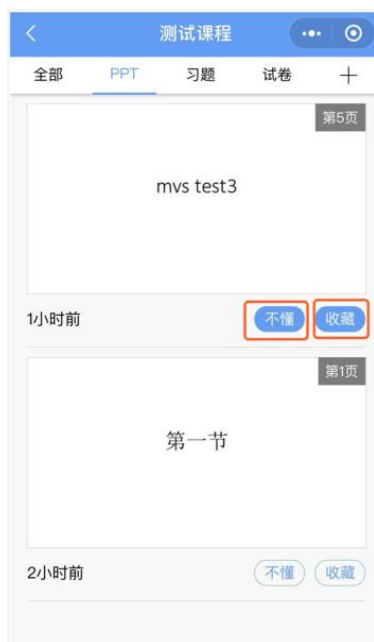 测试课程
全部 PPT 习题 试卷
第5页
mvs test3
1小时前 不懂 收藏
第1页
第一节
2小时前 不懂 收藏